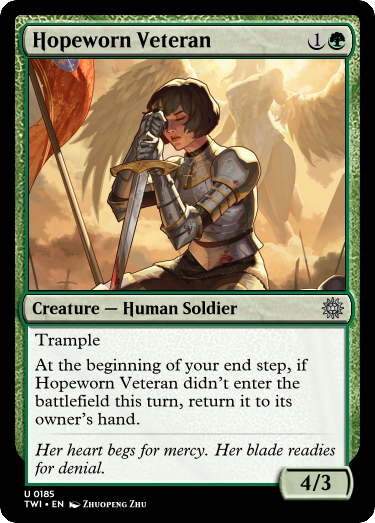 Hopeworn Veteran 1
Creature — Human Soldier
Trample
At the beginning of your end step, if
Hopeworn Veteran didn't enter the
battlefield this turn, return it to its
owner's hand.
Her heart begs for mercy. Her blade readies
for denial.
4/3
U 0185
TWI • EN Zhuopeng Zhu